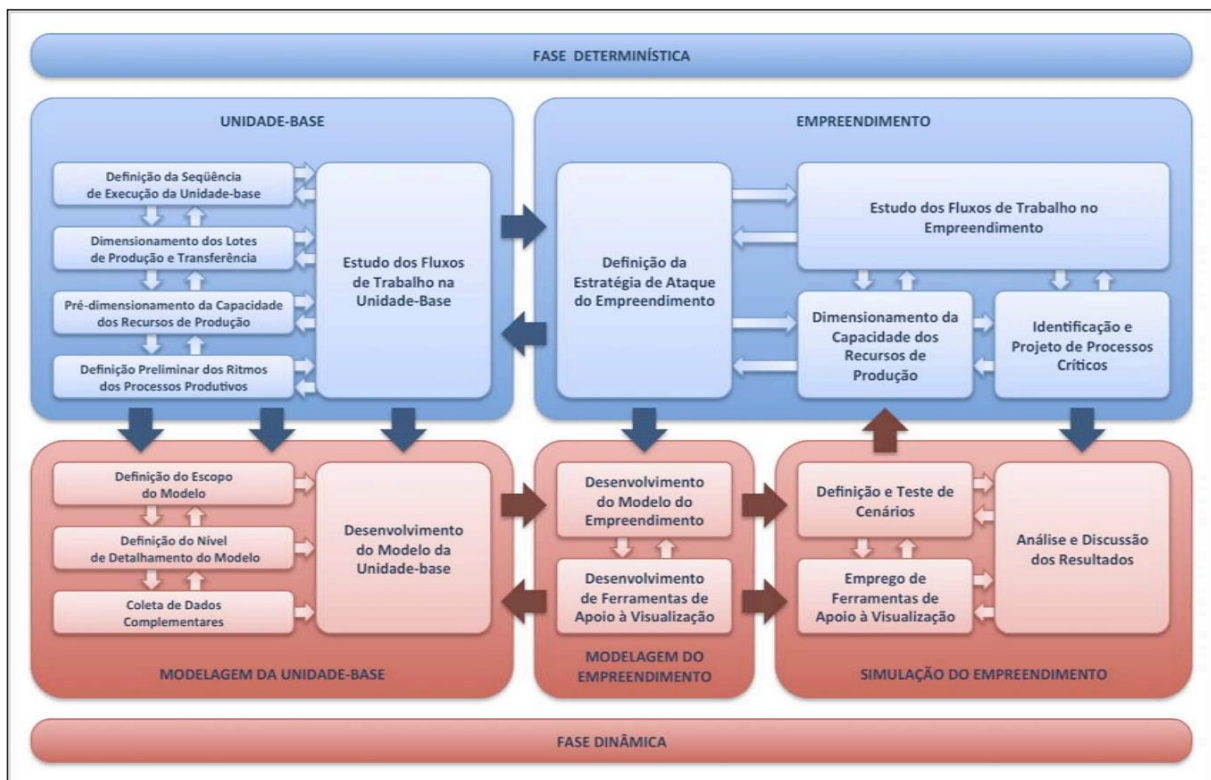 FASE DETERMINÍSTICA
UNIDADE-BASE
Definição da Seqüência
de Execução da Unidade-base
Dimensionamento dos Lotes
de Produção e Transferência
Pré-dimensionamento da Capacidade
dos Recursos de Produção
Definição Preliminar dos Ritmos
dos Processos Produtivos
Estudo dos Fluxos
de Trabalho na
Unidade-Base
EMPREENDIMENTO
Definição da
Estratégia de Ataque
do Empreendimento
Estudo dos Fluxos de Trabalho no
Empreendimento
Dimensionamento da
Capacidade dos
Recursos de
Produção
Identificação e
Projeto de Processos
Críticos
Definição do Escopo
do Modelo
Definição do Nível
de Detalhamento do Modelo
Coleta de Dados
Complementares
Desenvolvimento
do Modelo da
Unidade-base
MODELAGEM DA UNIDADE-BASE
Desenvolvimento
do Modelo do
Empreendimento
Desenvolvimento
de Ferramentas de
Apoio à Visualização
MODELAGEM DO
EMPREENDIMENTO
Definição e Teste de
Cenários
Emprego de
Ferramentas de
Apoio à Visualização
Análise e Discussão
dos Resultados
SIMULAÇÃO DO EMPREENDIMENTO
FASE DINÂMICA